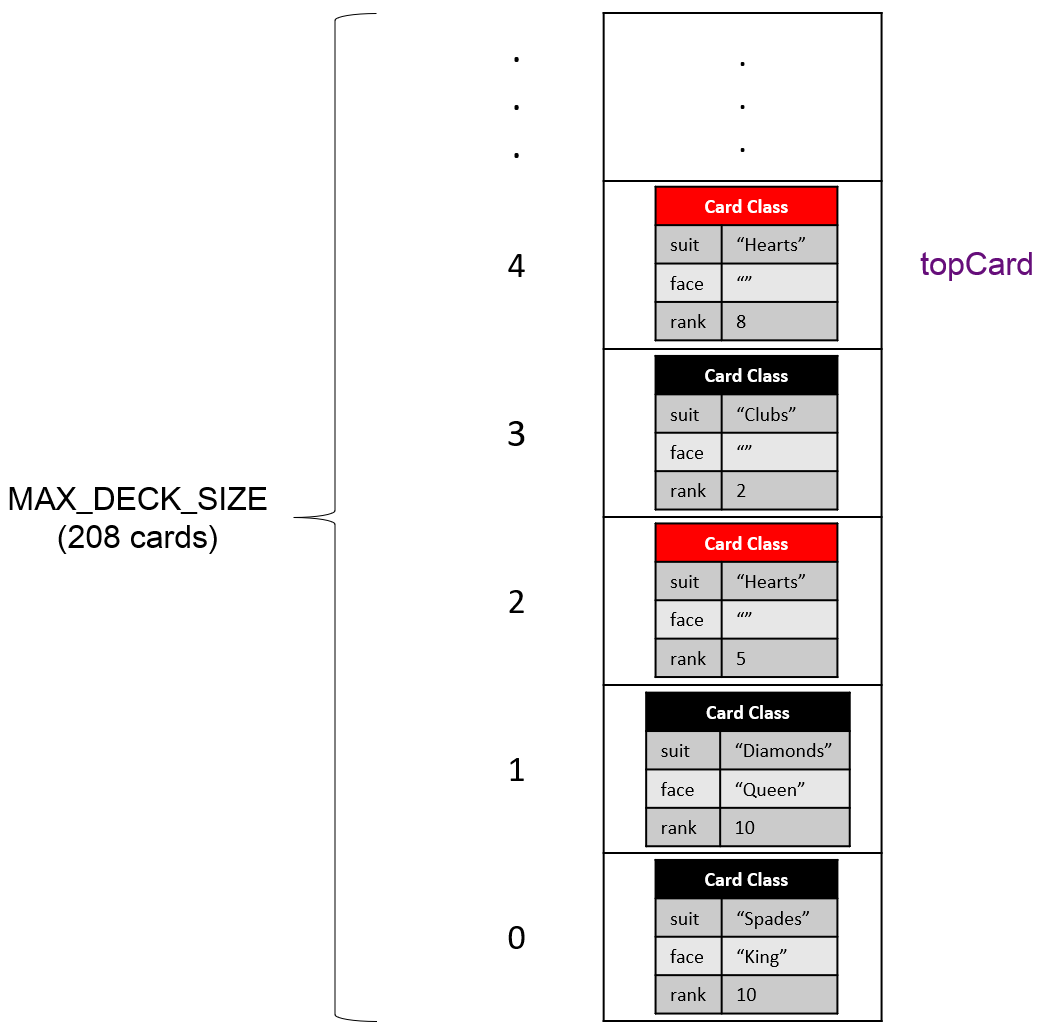 .
.
.
.
.
.
4
Card Class
suit “Hearts”
face “”
rank 8
topCard
3
Card Class
suit “Clubs”
face “”
rank 2
MAX_DECK_SIZE
(208 cards)
2
Card Class
suit “Hearts”
face “”
rank 5
1
Card Class
suit “Diamonds”
face “Queen”
rank 10
0
Card Class
suit “Spades”
face “King”
rank 10